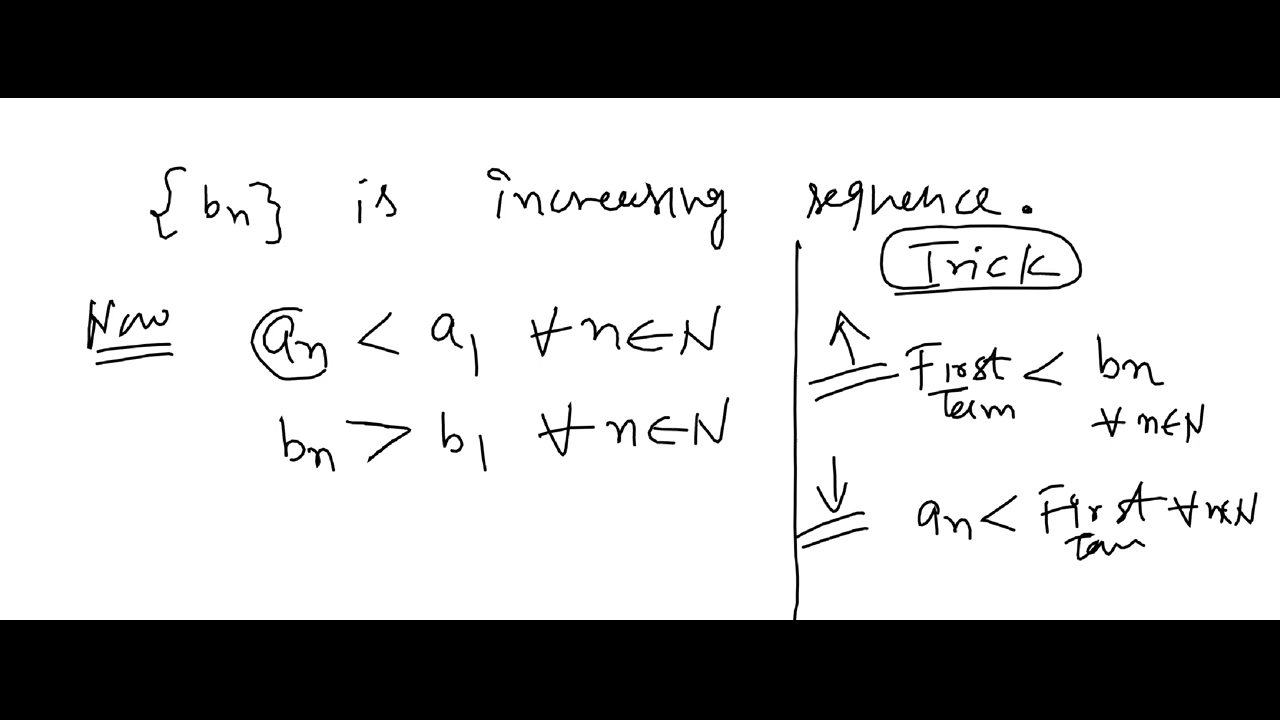 {bn} is increasing sequence.
Now an < a1 ∀ n ∈ N
bn > b1 ∀ n ∈ N
Trick
↑ First Term < bn
∀ n ∈ N
↓ an < First Term ∀ n ∈ N